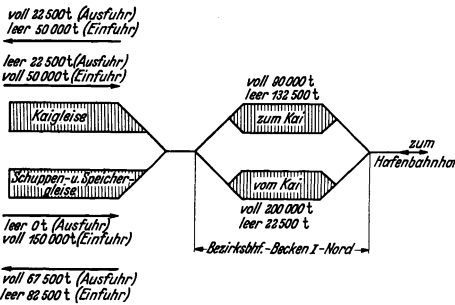 voll 22 500 t (Ausfuhr)
leer 50 000 t (Einfuhr)
leer 22 500 t (Ausfuhr)
voll 50 000 t (Einfuhr)
Kaigleise
Schuppen-u. Speicher-
gleise
leer 0 t (Ausfuhr)
voll 150 000 t (Einfuhr)
voll 67 500 t (Ausfuhr)
leer 82 500 t (Einfuhr)
voll 90 000 t
leer 132 500 t
zum Kai
vom Kai
voll 200 000 t
leer 22 500 t
Bezirksbhf.-Becken I-Nord
zum
Hafenbahnhof